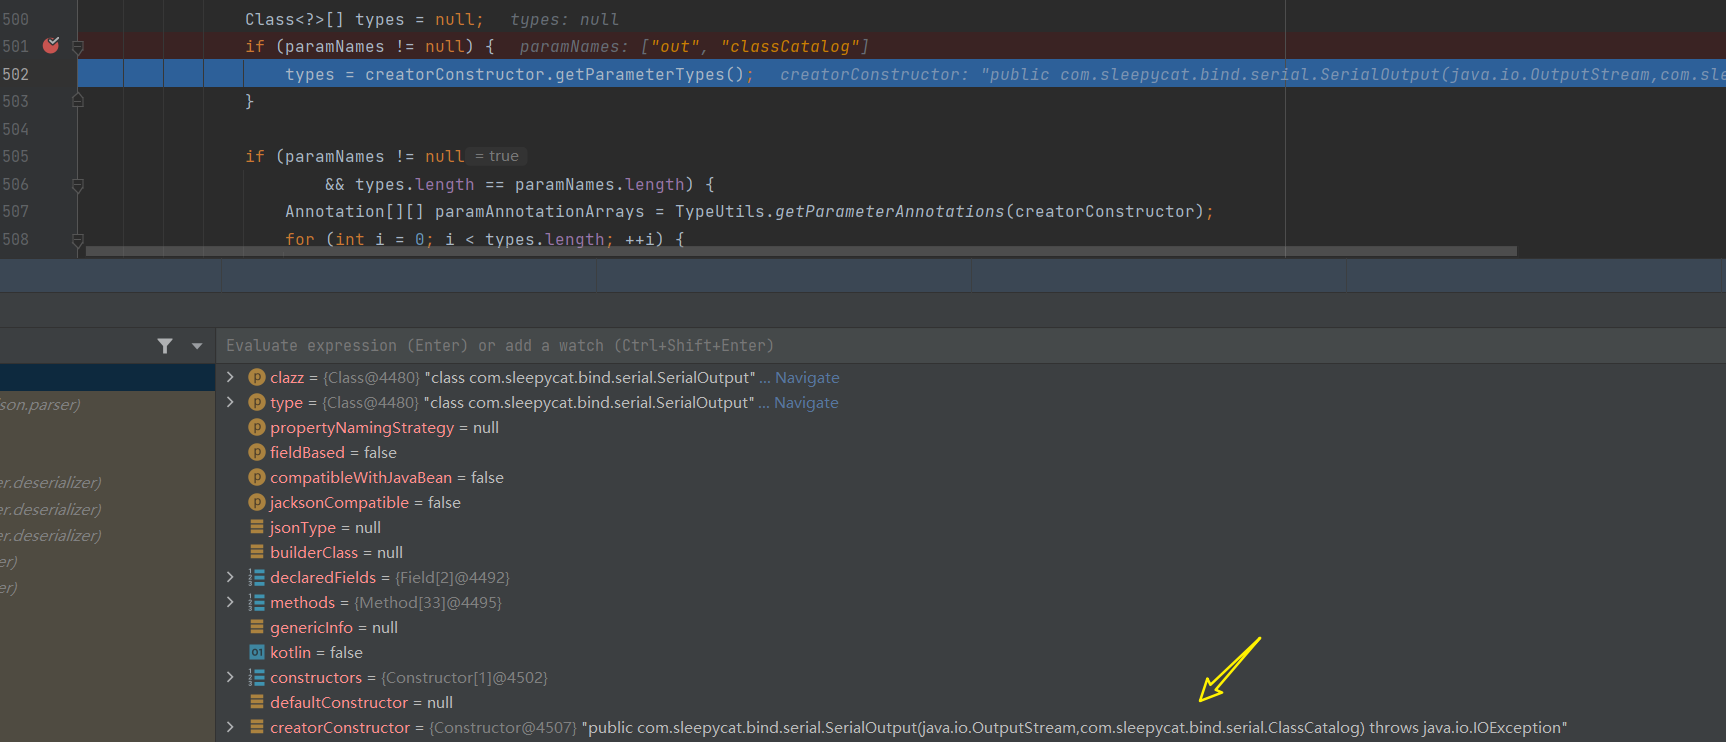 500 Class<?>[] types = null; types: null
501 if (paramNames != null) { paramNames: ["out", "classCatalog"]
502 types = creatorConstructor.getParameterTypes(); creatorConstructor: "public com.sleepycat.bind.serial.SerialOutput(java.io.OutputStream,com.sle
503 }
504
505 if (paramNames != null = true
506 && types.length == paramNames.length) {
507 Annotation[][] paramAnnotationArrays = TypeUtils.getParameterAnnotations(creatorConstructor);
508 for (int i = 0; i < types.length; ++i) {
Evaluate expression (Enter) or add a watch (Ctrl+Shift+Enter)
p clazz = {Class@4480} "class com.sleepycat.bind.serial.SerialOutput" ... Navigate
son.parser) p type = {Class@4480} "class com.sleepycat.bind.serial.SerialOutput" ... Navigate
p propertyNamingStrategy = null
p fieldBased = false
er.deserializer) p compatibleWithJavaBean = false
er.deserializer) p jacksonCompatible = false
er.deserializer) jsonType = null
er) builderClass = null
er) declaredFields = {Field[2]@4492}
methods = {Method[33]@4495}
genericInfo = null
01 kotlin = false
constructors = {Constructor[1]@4502}
defaultConstructor = null
creatorConstructor = {Constructor@4507} "public com.sleepycat.bind.serial.SerialOutput(java.io.OutputStream,com.sleepycat.bind.serial.ClassCatalog) throws java.io.IOException"